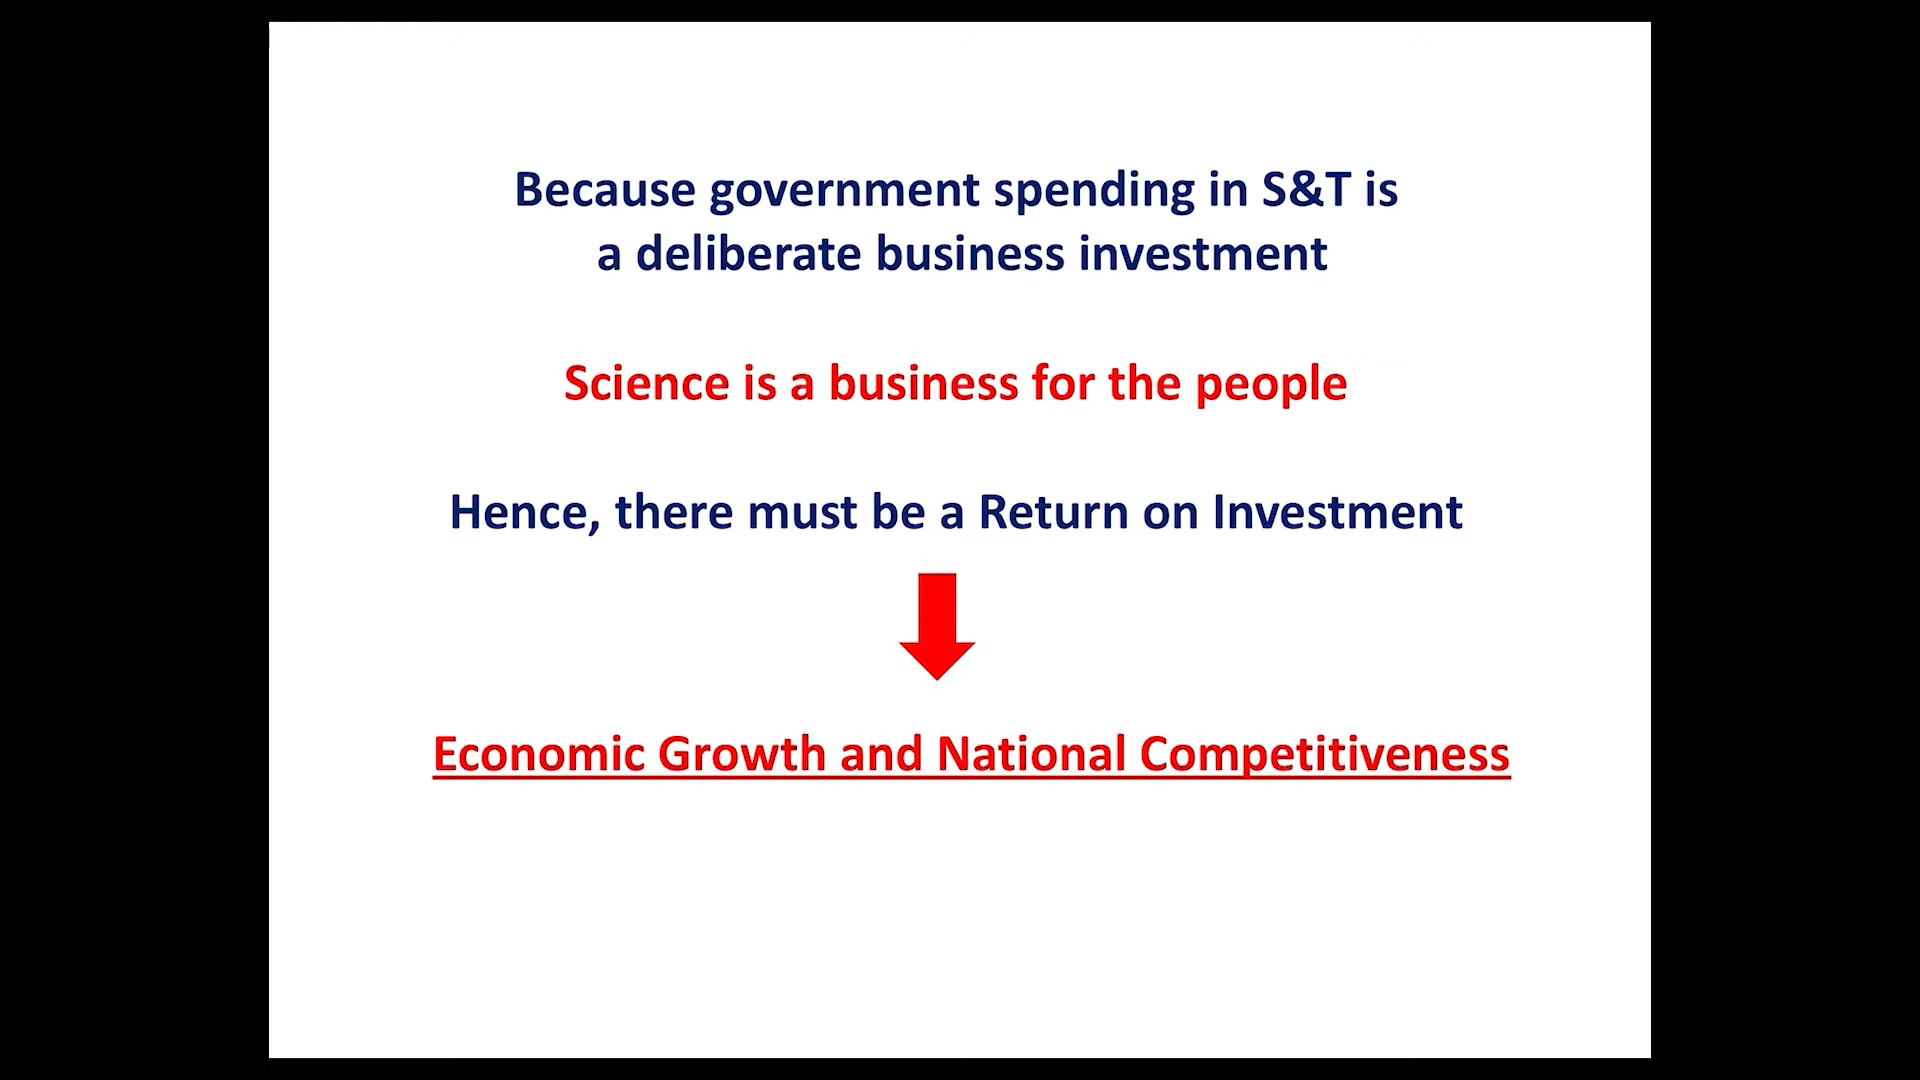 Because government spending in S&T is
a deliberate business investment
Science is a business for the people
Hence, there must be a Return on Investment
Economic Growth and National Competitiveness